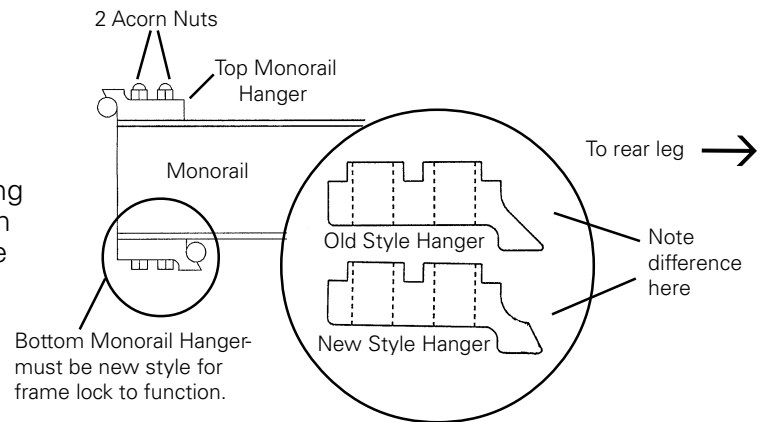 2 Acorn Nuts
Top Monorail
Hanger
To rear leg
Monorail
ng
n
e
Old Style Hanger
Note
difference
here
New Style Hanger
Bottom Monorail Hanger-
must be new style for
frame lock to function.